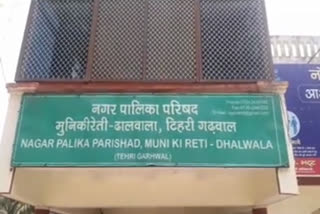 नगर पालिका परिषद
मुनिकीरेती-ढालवाला, टिहरी गढ़वाल
NAGAR PALIKA PARISHAD, MUNI KI RETI - DHALWALA
(TEHRI GARHWAL)